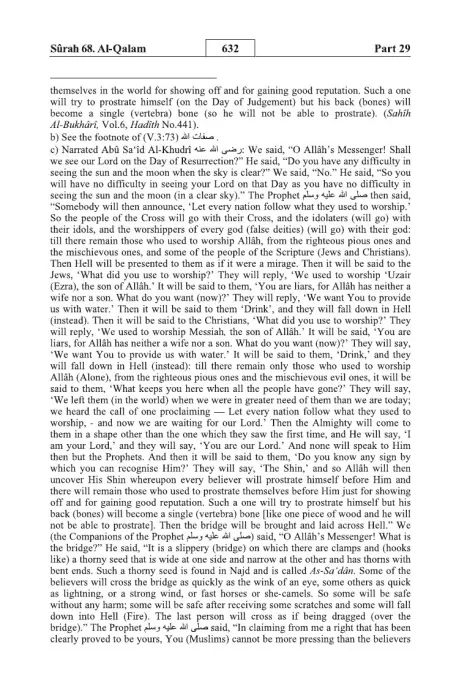 Sûrah 68. Al-Qalam 632 Part 29
themselves in the world for showing off and for gaining good reputation. Such a one
will try to prostrate himself (on the Day of Judgement) but his back (bones) will
become a single (vertebra) bone (so he will not be able to prostrate). (Sahîh
Al-Bukhârî, Vol.6, Hadîth No.441).
b) See the footnote of (V.3:73) صفات الله .
c) Narrated Abû Sa‘îd Al-Khudrî رضى الله عنه: We said, “O Allâh’s Messenger! Shall
we see our Lord on the Day of Resurrection?” He said, “Do you have any difficulty in
seeing the sun and the moon when the sky is clear?” We said, “No.” He said, “So you
will have no difficulty in seeing your Lord on that Day as you have no difficulty in
seeing the sun and the moon (in a clear sky).” The Prophet صلى الله عليه وسلم then said,
“Somebody will then announce, ‘Let every nation follow what they used to worship.’
So the people of the Cross will go with their Cross, and the idolaters (will go) with
their idols, and the worshippers of every god (false deities) (will go) with their god:
till there remain those who used to worship Allâh, from the righteous pious ones and
the mischievous ones, and some of the people of the Scripture (Jews and Christians).
Then Hell will be presented to them as if it were a mirage. Then it will be said to the
Jews, ‘What did you use to worship?’ They will reply, ‘We used to worship ‘Uzair
(Ezra), the son of Allâh.’ It will be said to them, ‘You are liars, for Allâh has neither a
wife nor a son. What do you want (now)?’ They will reply, ‘We want You to provide
us with water.’ Then it will be said to them ‘Drink’, and they will fall down in Hell
(instead). Then it will be said to the Christians, ‘What did you use to worship?’ They
will reply, ‘We used to worship Messiah, the son of Allâh.’ It will be said, ‘You are
liars, for Allâh has neither a wife nor a son. What do you want (now)?’ They will say,
‘We want You to provide us with water.’ It will be said to them, ‘Drink,’ and they
will fall down in Hell (instead): till there remain only those who used to worship
Allâh (Alone), from the righteous pious ones and the mischievous evil ones, it will be
said to them, ‘What keeps you here when all the people have gone?’ They will say,
‘We left them (in the world) when we were in greater need of them than we are today;
we heard the call of one proclaiming — Let every nation follow what they used to
worship, - and now we are waiting for our Lord.’ Then the Almighty will come to
them in a shape other than the one which they saw the first time, and He will say, ‘I
am your Lord,’ and they will say, ‘You are our Lord.’ And none will speak to Him
then but the Prophets. And then it will be said to them, ‘Do you know any sign by
which you can recognise Him?’ They will say, ‘The Shin,’ and so Allâh will then
uncover His Shin whereupon every believer will prostrate himself before Him and
there will remain those who used to prostrate themselves before Him just for showing
off and for gaining good reputation. Such a one will try to prostrate himself but his
back (bones) will become a single (vertebra) bone [like one piece of wood and he will
not be able to prostrate]. Then the bridge will be brought and laid across Hell.” We
(the Companions of the Prophet صلى الله عليه وسلم) said, “O Allâh’s Messenger! What is
the bridge?” He said, “It is a slippery (bridge) on which there are clamps and (hooks
like) a thorny seed that is wide at one side and narrow at the other and has thorns with
bent ends. Such a thorny seed is found in Najd and is called As-Sa‘dân. Some of the
believers will cross the bridge as quickly as the wink of an eye, some others as quick
as lightning, or a strong wind, or fast horses or she-camels. So some will be safe
without any harm; some will be safe after receiving some scratches and some will fall
down into Hell (Fire). The last person will cross as if being dragged (over the
bridge).” The Prophet صلى الله عليه وسلم said, “In claiming from me a right that has been
clearly proved to be yours, You (Muslims) cannot be more pressing than the believers